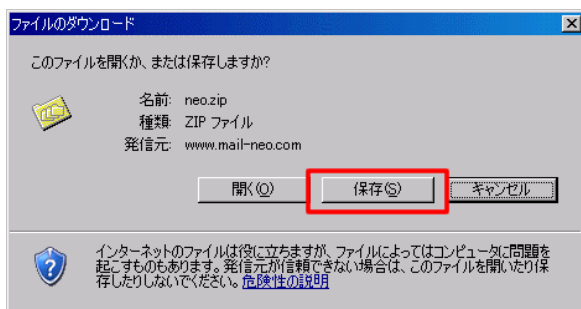 ファイルのダウンロード
このファイルを開くか、または保存しますか?
名前: neo.zip
種類: ZIP ファイル
発信元: www.mail-neo.com
開く(O) 保存(S) キャンセル
インターネットのファイルは役に立ちますが、ファイルによってはコンピュータに問題を
起こすものもあります。発信元が信頼できない場合は、このファイルを開いたり保
存したりしないでください。危険性の説明